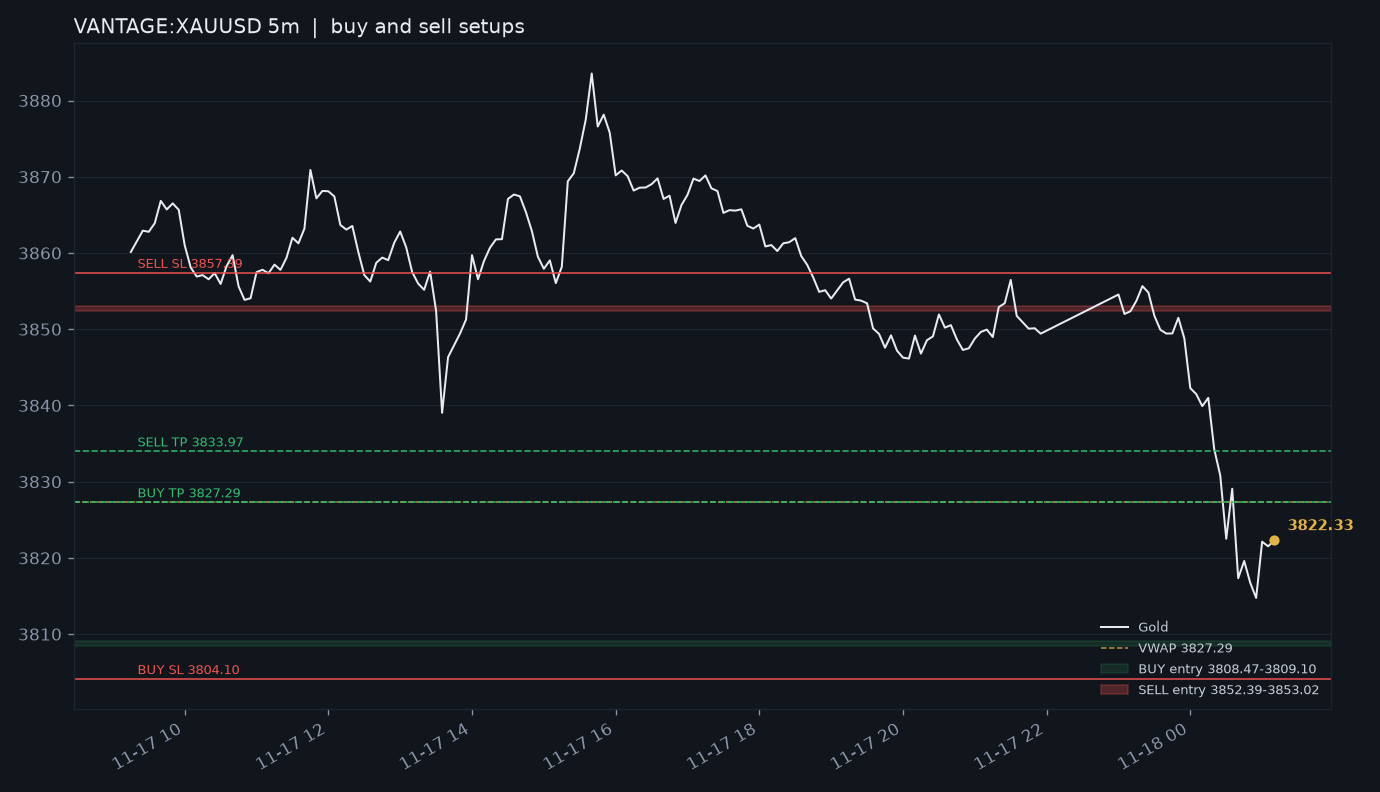 VANTAGE:XAUUSD 5m | buy and sell setups
3880
3870
3860
SELL SL 3857.39
3850
3840
SELL TP 3833.97
3830
BUY TP 3827.29
3822.33
3820
3810
BUY SL 3804.10
Gold
VWAP 3827.29
BUY entry 3808.47-3809.10
SELL entry 3852.39-3853.02
11-17 10
11-17 12
11-17 14
11-17 16
11-17 18
11-17 20
11-17 22
11-18 00